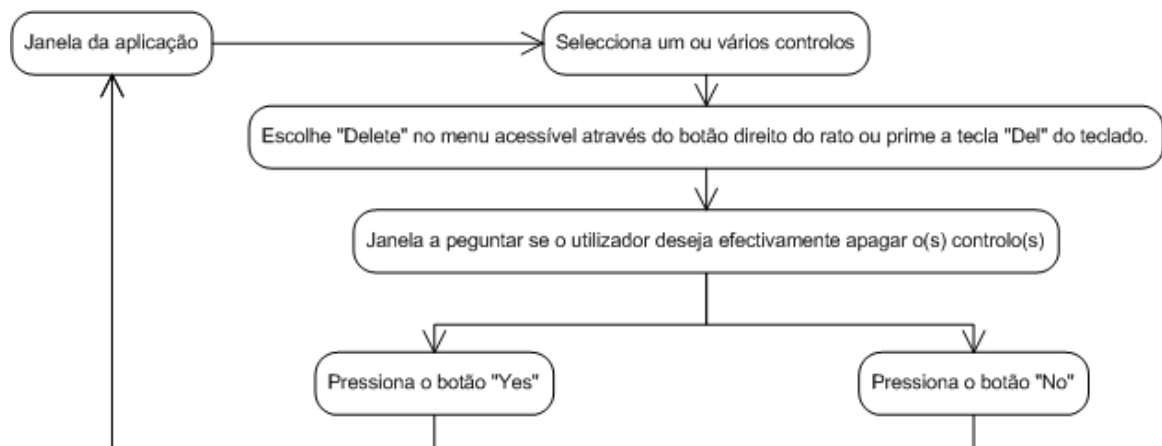 Janela da aplicação
Selecciona um ou vários controlos
Escolhe "Delete" no menu acessível através do botão direito do rato ou prime a tecla "Del" do teclado.
Janela a peguntar se o utilizador deseja efectivamente apagar o(s) controlo(s)
Pressiona o botão "Yes"
Pressiona o botão "No"